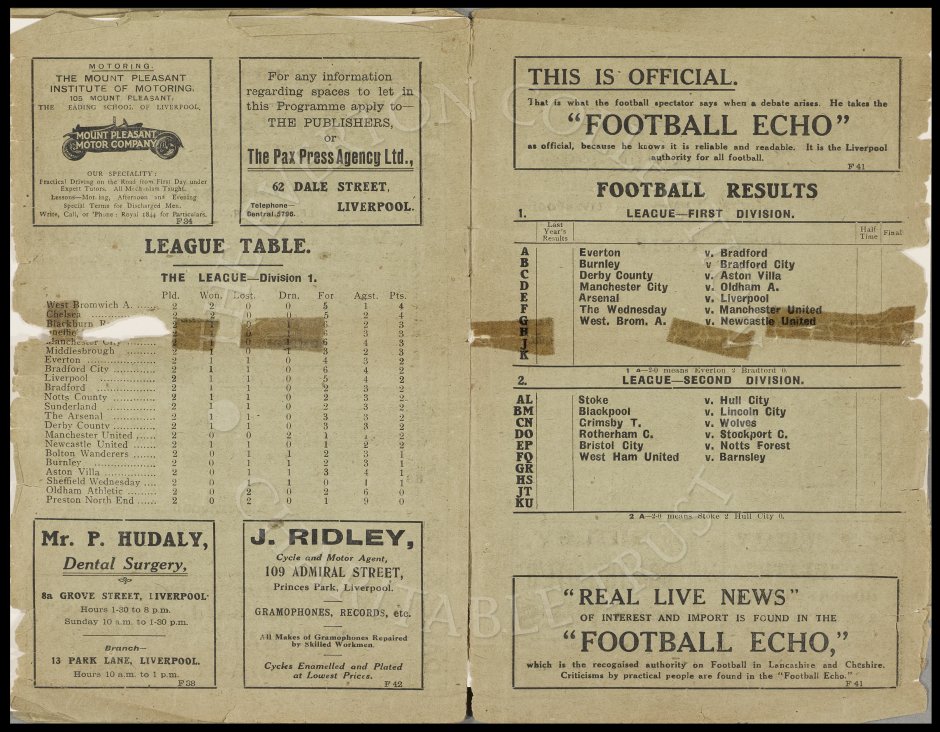 MOTORING.
THE MOUNT PLEASANT
INSTITUTE OF MOTORING,
105 MOUNT PLEASANT,
THE EADING SCHOOL OF LIVERPOOL.
MOUNT PLEASANT
MOTOR COMPANY
OUR SPECIALITY:
Practical Driving on the Road from First Day under
Expert Tutors. All Mechanism Taught.
Lessons—Morning, Afternoon and Evening
Special Terms for Discharged Men.
Write, Call, or 'Phone: Royal 1844 for Particulars.
F 34
For any information
regarding spaces to let in
this Programme apply to—
THE PUBLISHERS,
or
The Pax Press Agency Ltd.,
62 DALE STREET,
Telephone—
Central 5796.
LIVERPOOL.
LEAGUE TABLE.
THE LEAGUE—Division 1.
Pld. Won. Lost. Drn. For Agst. Pts.
West Bromwich A. ....... 2 2 0 0 5 1 4
Chelsea ....... 2 2 0 0 5 2 4
Blackburn 2 1 0 1 6 2 3
3 3
Manchester City 2 1 0 1 6 4 3
Middlesbrough ....... 2 1 0 1 3 2 3
Everton ....... 2 1 1 0 4 3 2
Bradford City ....... 2 1 1 0 6 4 2
Liverpool ....... 2 1 1 0 5 4 2
Bradford ....... 2 1 1 0 2 3 2
Notts County ....... 2 1 1 0 2 3 2
Sunderland ....... 2 1 1 0 2 3 2
The Arsenal ....... 2 1 1 0 3 3 2
Derby County ....... 2 1 1 0 3 3 2
Manchester United ....... 2 0 0 2 1 1 2
Newcastle United ....... 2 1 1 0 1 2 2
Bolton Wanderers ....... 2 0 1 1 2 3 1
Burnley ....... 2 0 1 1 2 3 1
Aston Villa ....... 2 0 1 1 3 4 1
Sheffield Wednesday .... 2 0 1 1 0 1 1
Oldham Athletic ....... 2 0 2 0 2 6 0
Preston North End ...... 2 0 2 0 1 9 0
Mr. P. HUDALY,
Dental Surgery,
8a GROVE STREET, LIVERPOOL.
Hours 1-30 to 8 p.m.
Sunday 10 a.m. to 1-30 p.m.
Branch—
13 PARK LANE, LIVERPOOL.
Hours 10 a.m. to 1 p.m.
F 38
J. RIDLEY,
Cycle and Motor Agent,
109 ADMIRAL STREET,
Princes Park, Liverpool.
GRAMOPHONES, RECORDS, etc.
All Makes of Gramophones Repaired
by Skilled Workmen.
Cycles Enamelled and Plated
at Lowest Prices.
F 42
THIS IS OFFICIAL.
That is what the football spectator says when a debate arises. He takes the
"FOOTBALL ECHO"
as official, because he knows it is reliable and readable. It is the Liverpool
authority for all football.
F 41
FOOTBALL RESULTS
1. LEAGUE—FIRST DIVISION.
Last Year's Results
Half Time
Final
A Everton v. Bradford
B Burnley v Bradford City
C Derby County v. Aston Villa
D Manchester City v. Oldham A.
E Arsenal v. Liverpool
F The Wednesday v. Manchester United
G West. Brom. A. v. Newcastle United
H
J
K
1 A—2-0 means Everton 2 Bradford 0.
2. LEAGUE—SECOND DIVISION.
AL Stoke v. Hull City
BM Blackpool v. Lincoln City
CN Grimsby T. v. Wolves
DO Rotherham C. v. Stockport C.
EP Bristol City v. Notts Forest
FQ West Ham United v. Barnsley
GR
HS
JT
KU
2 A—2-0 means Stoke 2 Hull City 0.
"REAL LIVE NEWS"
OF INTEREST AND IMPORT IS FOUND IN THE
"FOOTBALL ECHO,"
which is the recogaised authority on Football in Lancashire and Cheshire.
Criticisms by practical people are found in the "Football Echo."
F 41